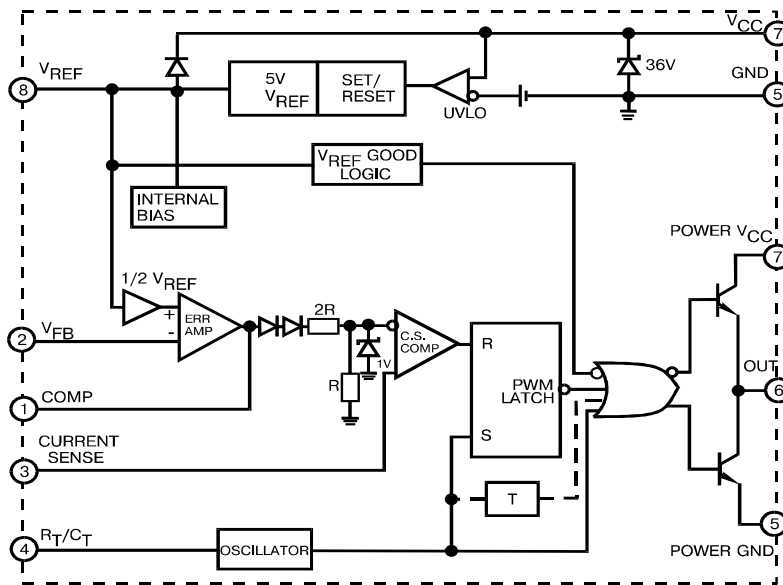 VCC
7
VREF
8
5V
VREF
SET/
RESET
36V
GND
5
UVLO
VREF GOOD
LOGIC
INTERNAL
BIAS
POWER VCC
7
1/2 VREF
+
-
ERR
AMP
2R
C.S.
COMP
1V
R
2
VFB
R
PWM
LATCH
S
OUT
6
1
COMP
CURRENT
SENSE
3
T
4
RT/CT
OSCILLATOR
5
POWER GND